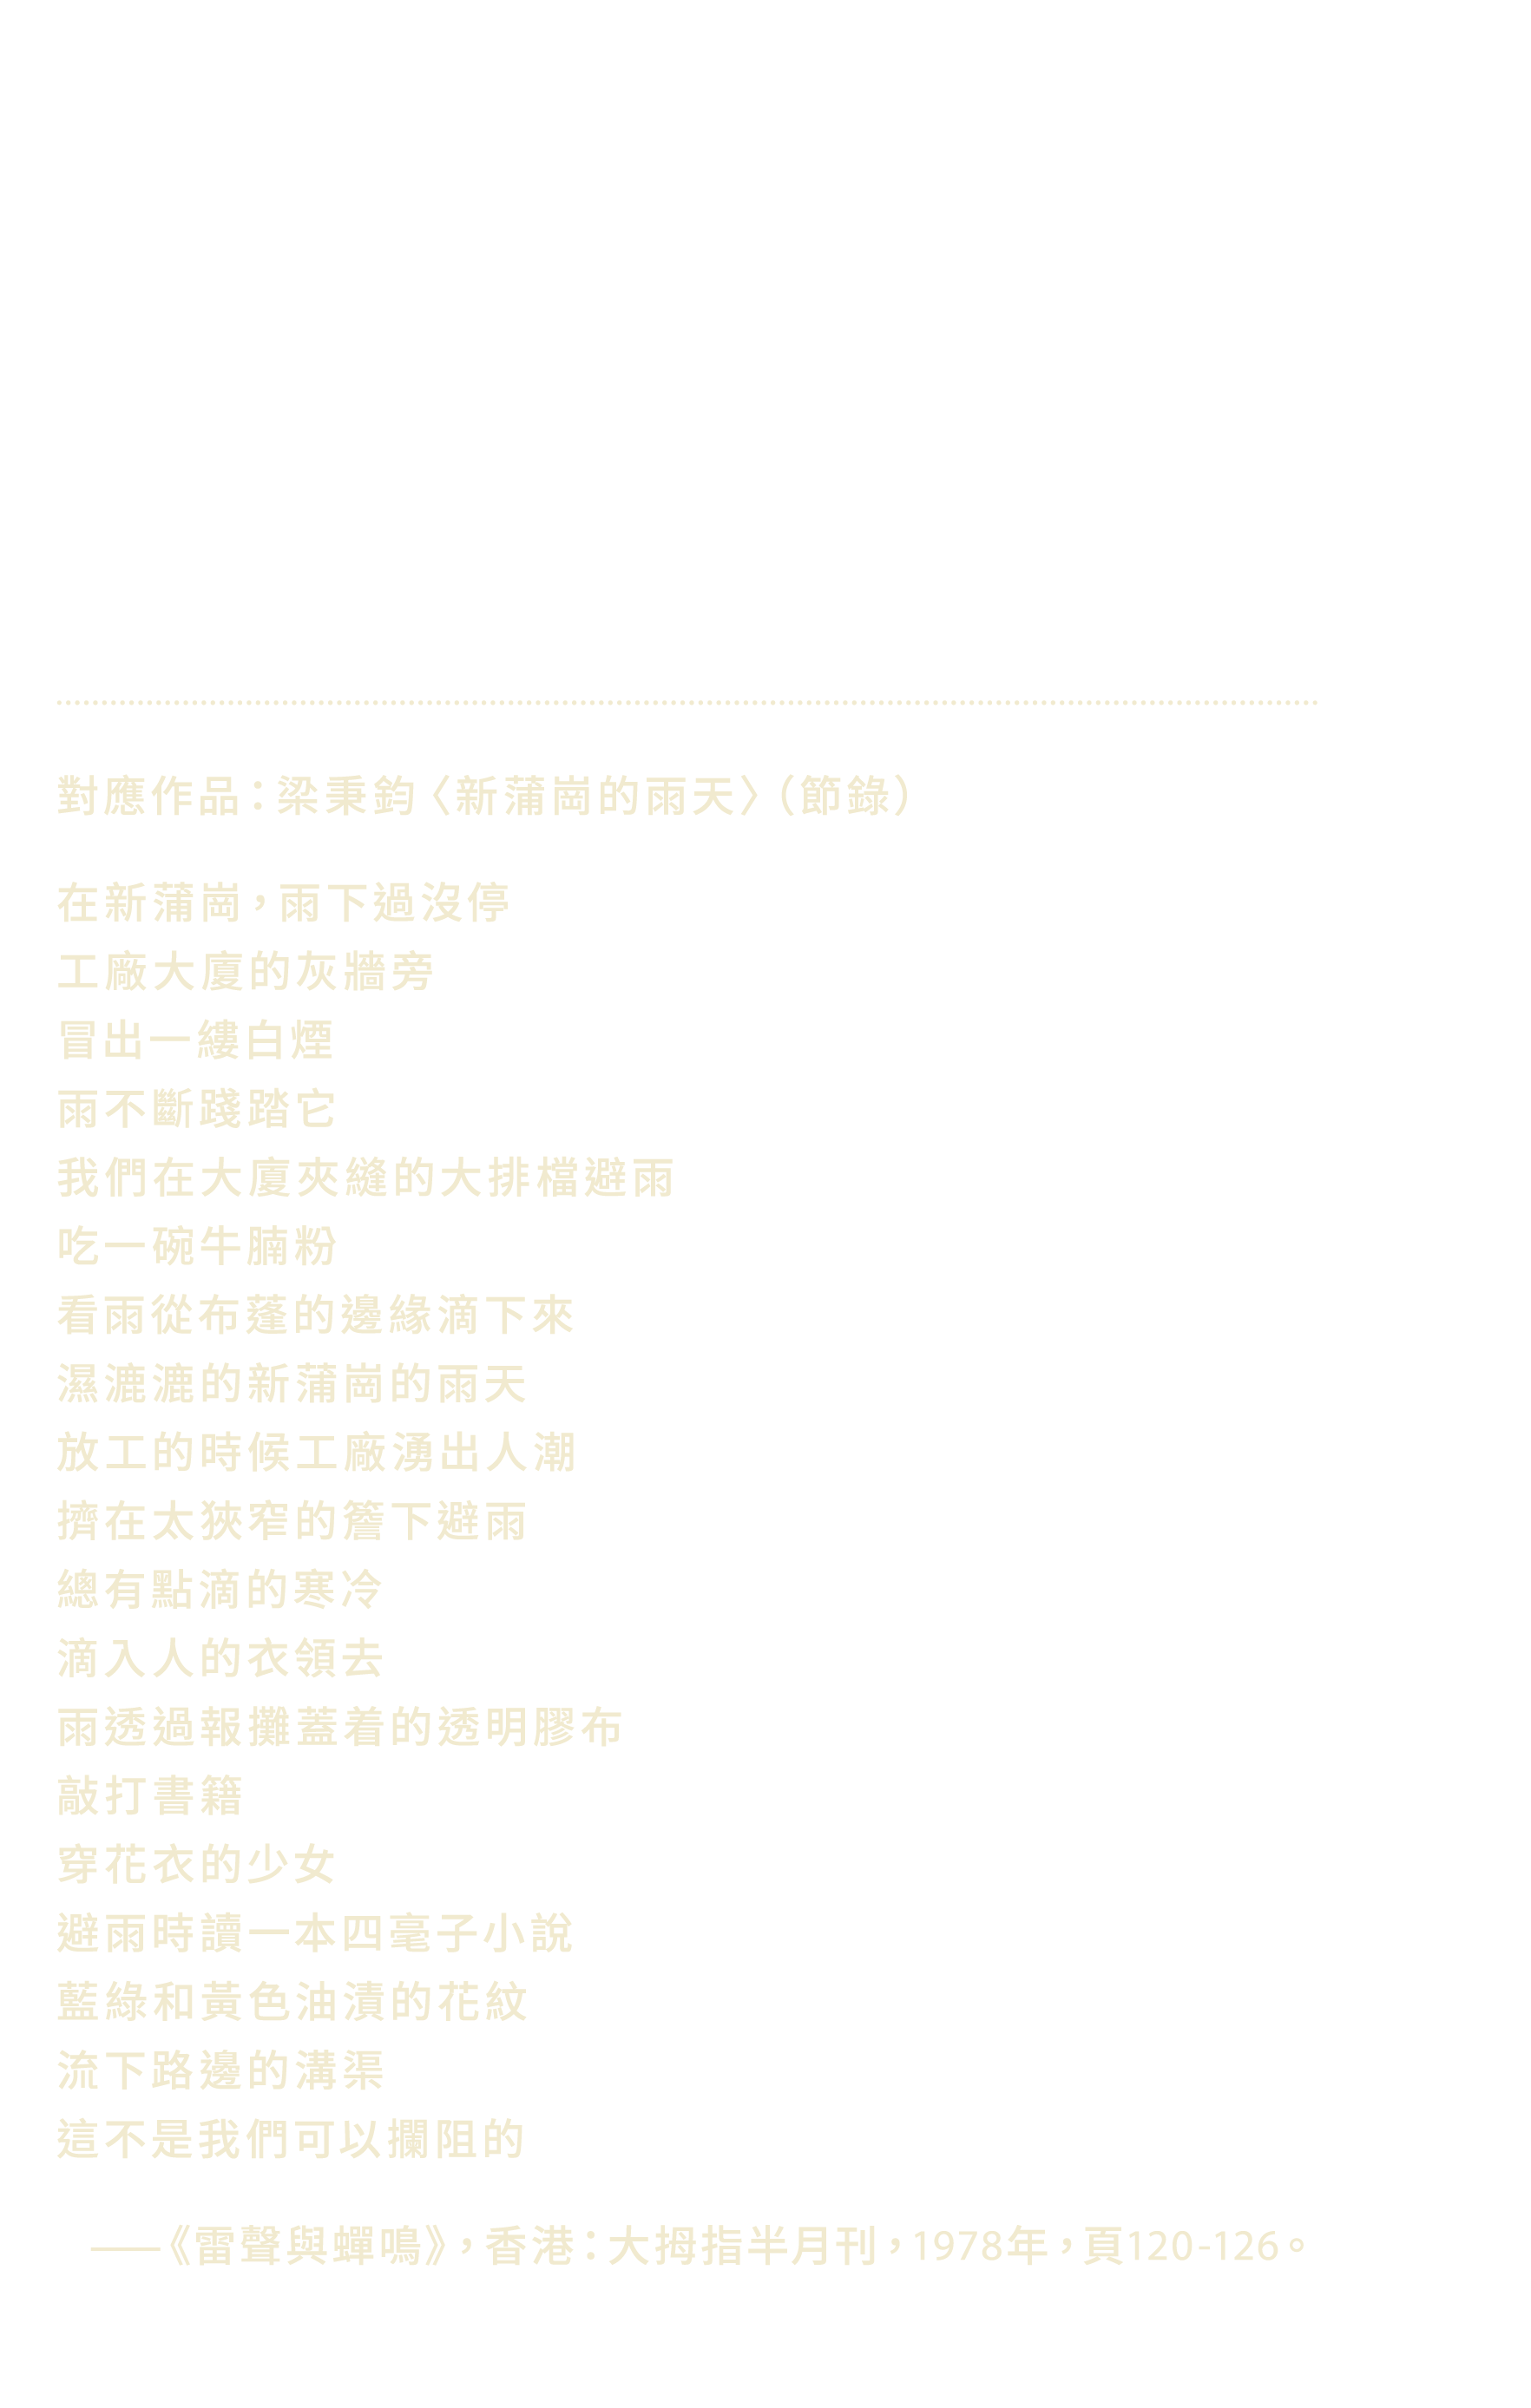 對應作品：梁秉鈞〈新蒲崗的雨天〉（節錄）
在新蒲崗，雨下過沒停
工廠大廈的灰牆旁
冒出一縷白煙
雨不斷踐踏它
我們在大廈夾縫的大排檔避雨
吃一碗牛腩粉
看雨從布蓬的邊緣滴下來
濕漉漉的新蒲崗的雨天
放工的時候工廠湧出人潮
擠在太狹窄的簷下避雨
總有點滴的寒冷
滴入人的衣領去
雨透過報攤蓋着的透明膠布
敲打書籍
穿花衣的少女
避雨時讀一本四毫子小說
藍綠和黃色油漬的花紋
流下路邊的溝渠
這不是我們可以攔阻的
——《雷聲與蟬鳴》，香港：大拇指半月刊，1978年，頁120-126。